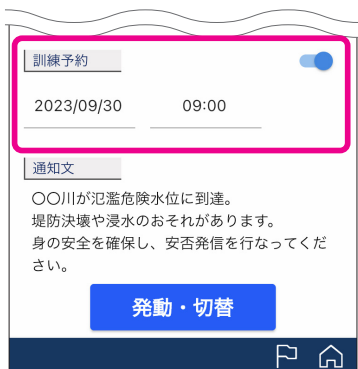 訓練予約
2023/09/30 09:00
通知文
〇〇川が氾濫危険水位に到達。
堤防決壊や浸水のおそれがあります。
身の安全を確保し、安否発信を行なってくだ
さい。
発動・切替